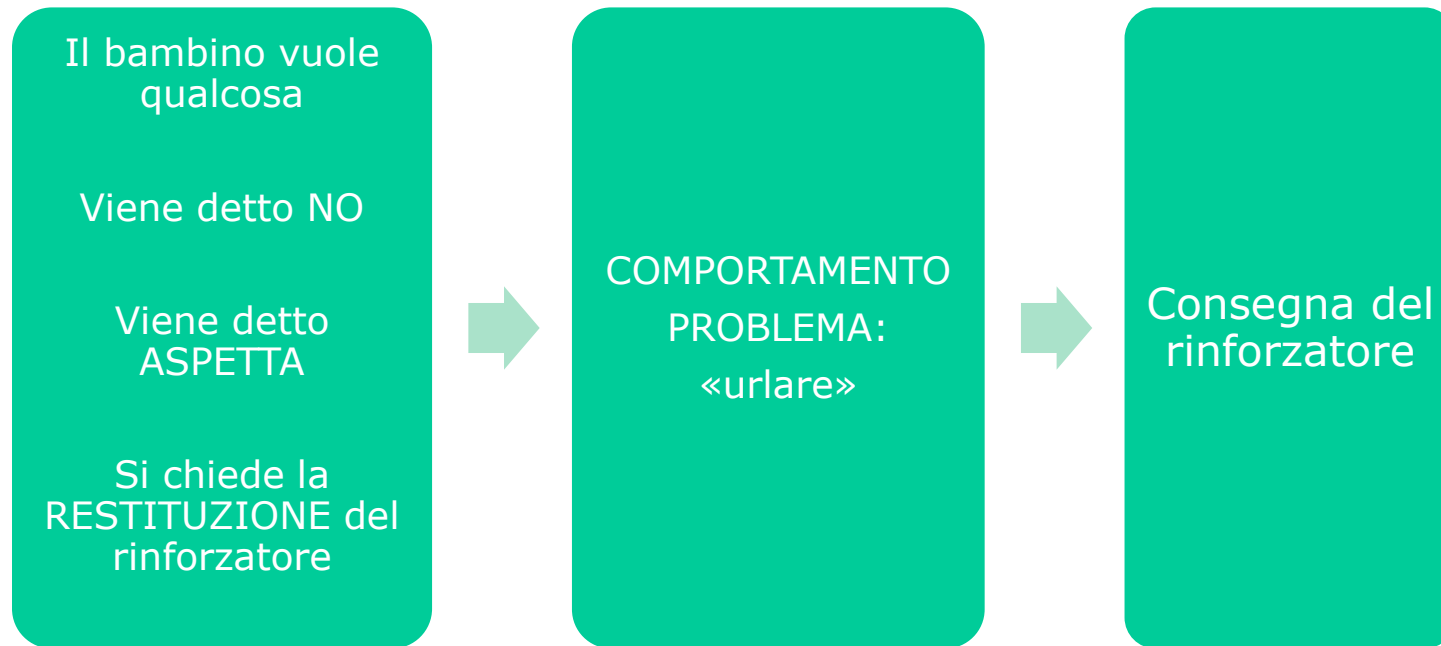 Il bambino vuole
qualcosa
Viene detto NO
Viene detto
ASPETTA
Si chiede la
RESTITUZIONE del
rinforzatore
COMPORTAMENTO
PROBLEMA:
«urlare»
Consegna del
rinforzatore